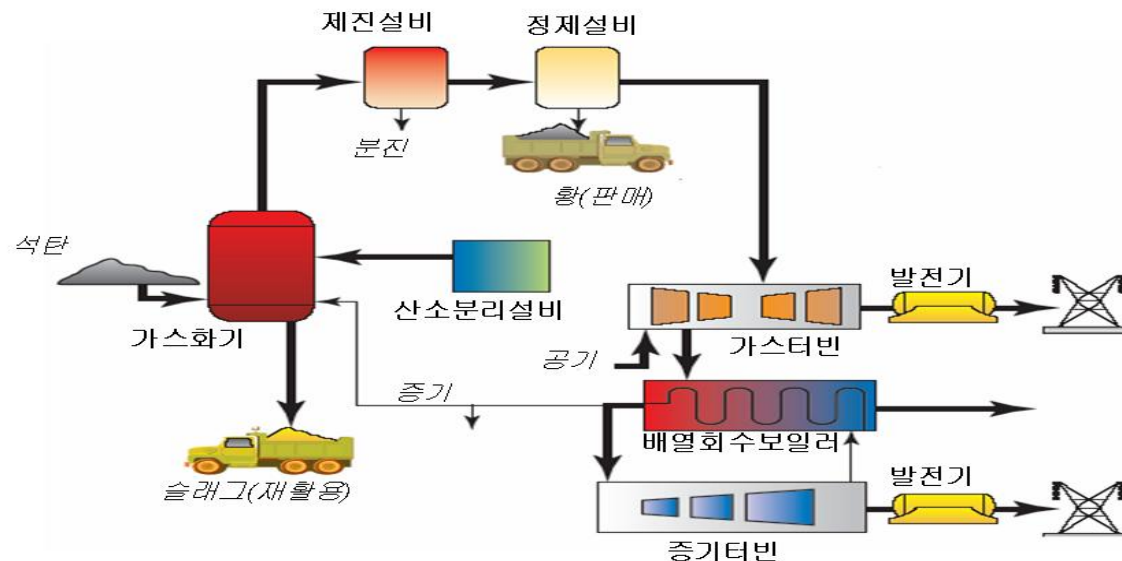 제진설비
정제설비
분진
황(판매)
석탄
가스화기
산소분리설비
발전기
가스터빈
공기
증기
배열회수보일러
슬래그(재활용)
발전기
증기터빈